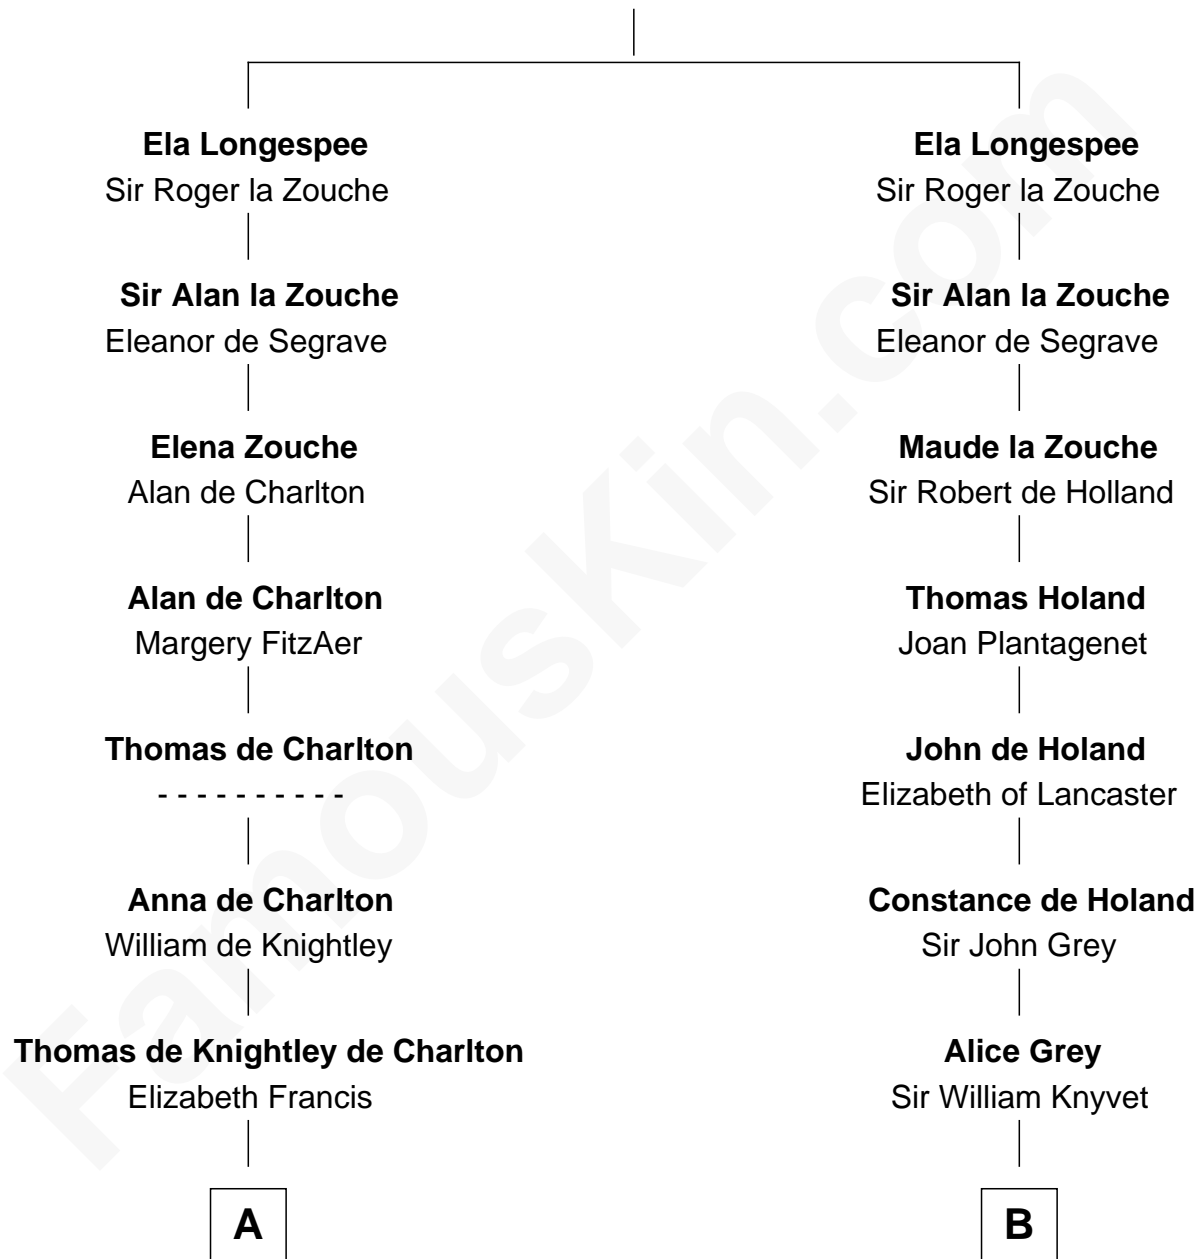 Ela Longespee
Sir Roger la Zouche
Sir Alan la Zouche
Eleanor de Segrave
Elena Zouche
Alan de Charlton
Alan de Charlton
Margery FitzAer
Thomas de Charlton
- - - - - - - - - -
Anna de Charlton
William de Knightley
Thomas de Knightley de Charlton
Elizabeth Francis
A
Ela Longespee
Sir Roger la Zouche
Sir Alan la Zouche
Eleanor de Segrave
Maude la Zouche
Sir Robert de Holland
Thomas Holand
Joan Plantagenet
John de Holand
Elizabeth of Lancaster
Constance de Holand
Sir John Grey
Alice Grey
Sir William Knyvet
B
FamousKin.com